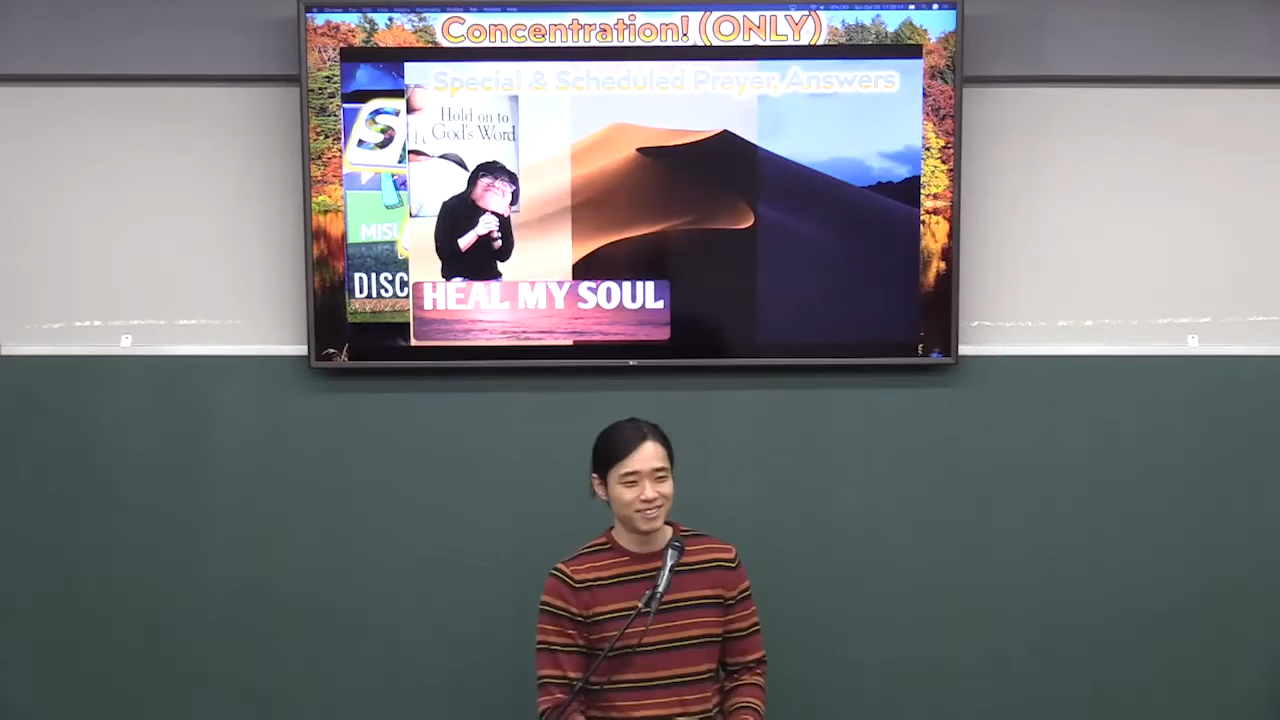 Concentration! (ONLY)
Special & Scheduled Prayer, Answers
Hold on to
God's Word
S
MISU
DISC
HEAL MY SOUL